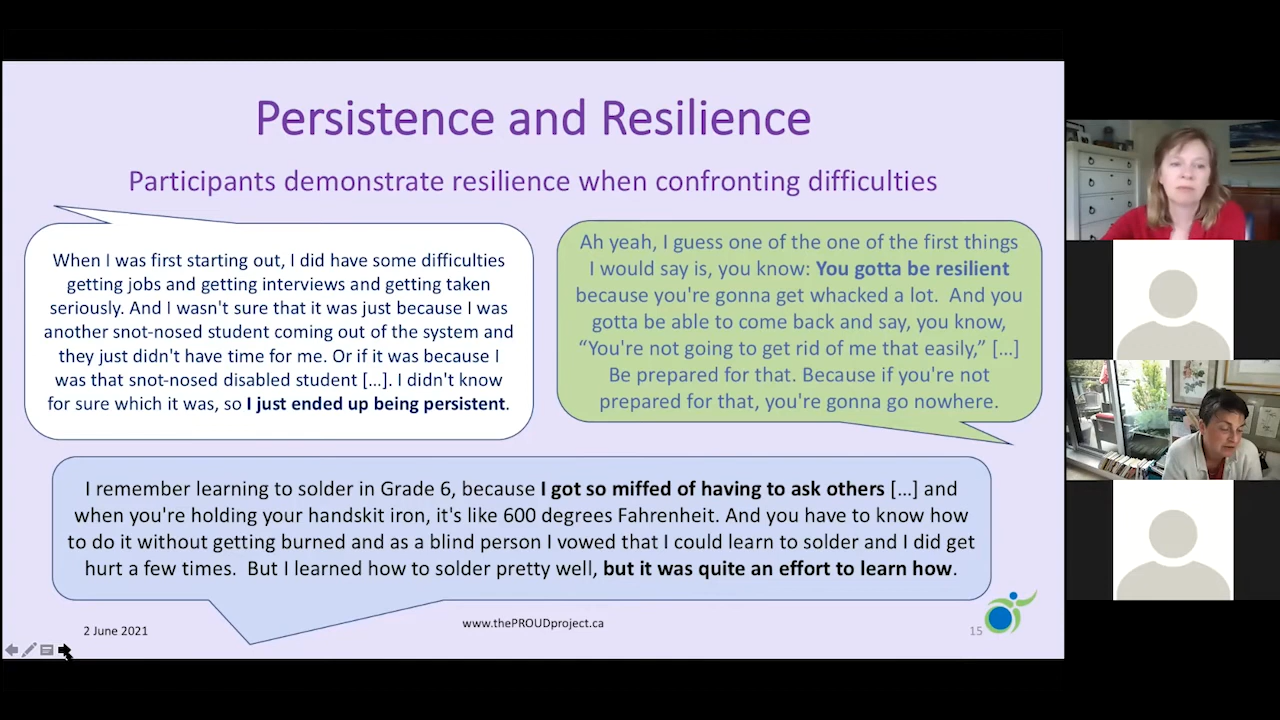 Persistence and Resilience
Participants demonstrate resilience when confronting difficulties
When I was first starting out, I did have some difficulties
getting jobs and getting interviews and getting taken
seriously. And I wasn't sure that it was just because I was
another snot-nosed student coming out of the system and
they just didn't have time for me. Or if it was because I
was that snot-nosed disabled student [...]. I didn't know
for sure which it was, so I just ended up being persistent.
Ah yeah, I guess one of the one of the first things
I would say is, you know: You gotta be resilient
because you're gonna get whacked a lot. And you
gotta be able to come back and say, you know,
“You're not going to get rid of me that easily,” [...]
Be prepared for that. Because if you're not
prepared for that, you're gonna go nowhere.
I remember learning to solder in Grade 6, because I got so miffed of having to ask others [...] and
when you're holding your handskit iron, it's like 600 degrees Fahrenheit. And you have to know how
to do it without getting burned and as a blind person I vowed that I could learn to solder and I did get
hurt a few times. But I learned how to solder pretty well, but it was quite an effort to learn how.
2 June 2021
www.thePROUDproject.ca
15